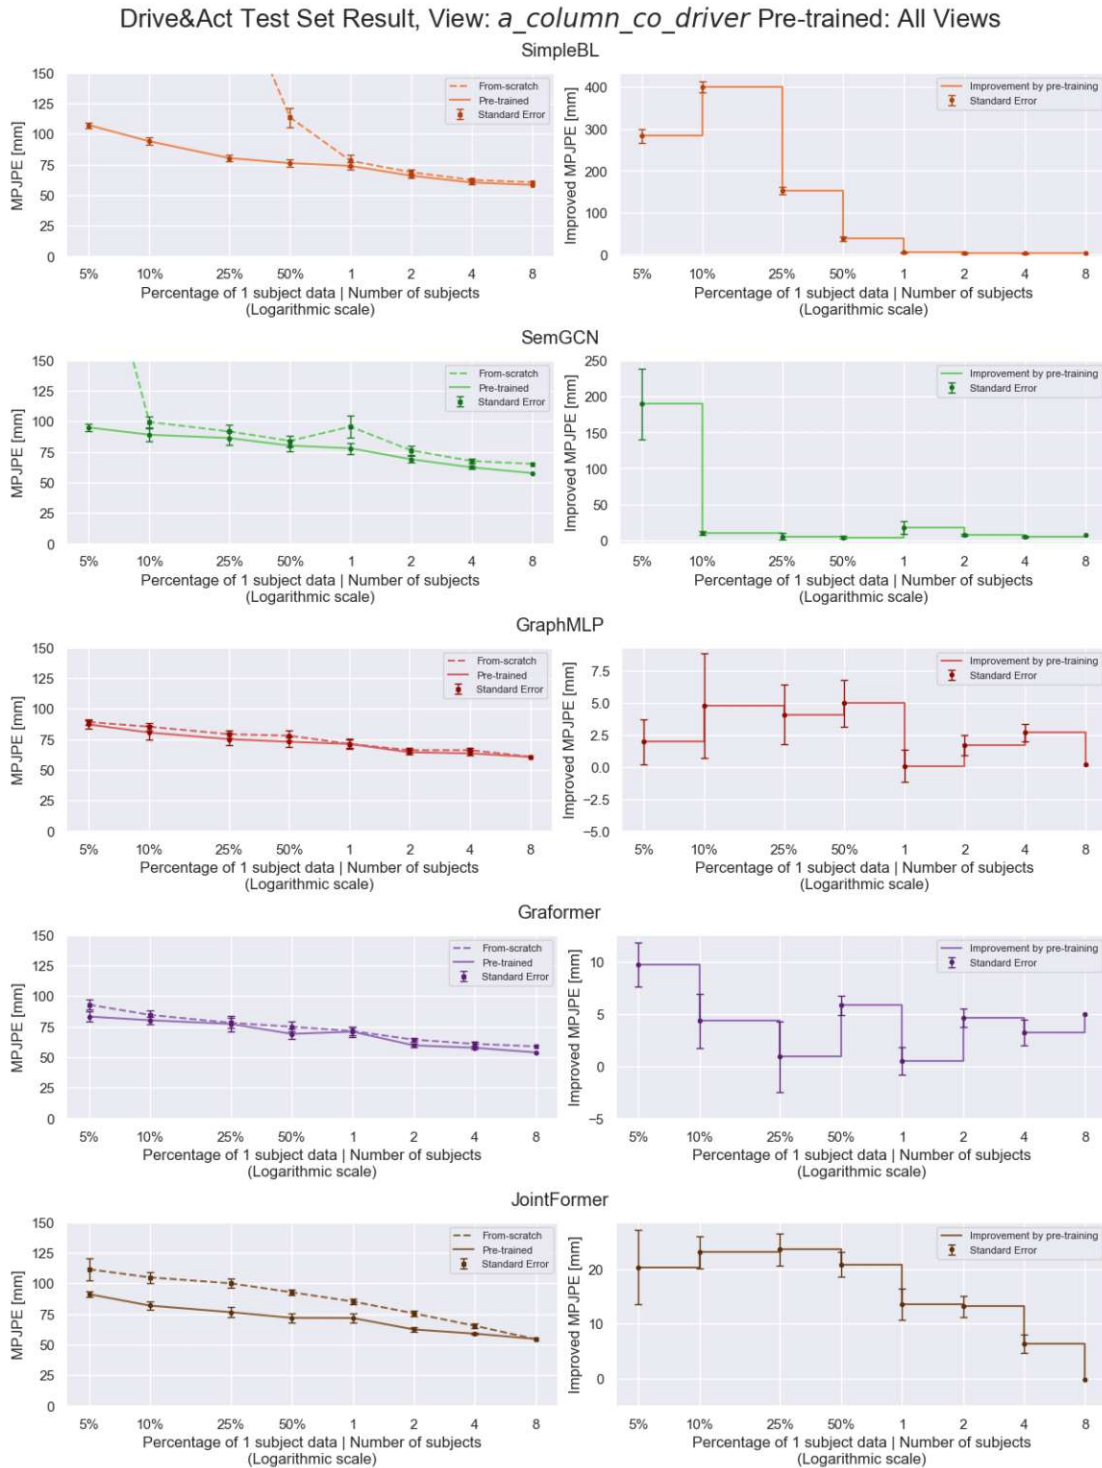 Drive&Act Test Set Result, View: a_column_co_driver Pre-trained: All Views
SimpleBL
150
125
100
75
50
25
0
MPJPE [mm]
From-scratch
Pre-trained
Standard Error
5% 10% 25% 50% 1 2 4 8
Percentage of 1 subject data | Number of subjects
(Logarithmic scale)
400
300
200
100
0
Improved MPJPE [mm]
Improvement by pre-training
Standard Error
5% 10% 25% 50% 1 2 4 8
Percentage of 1 subject data | Number of subjects
(Logarithmic scale)
SemGCN
150
125
100
75
50
25
0
MPJPE [mm]
From-scratch
Pre-trained
Standard Error
5% 10% 25% 50% 1 2 4 8
Percentage of 1 subject data | Number of subjects
(Logarithmic scale)
250
200
150
100
50
0
Improved MPJPE [mm]
Improvement by pre-training
Standard Error
5% 10% 25% 50% 1 2 4 8
Percentage of 1 subject data | Number of subjects
(Logarithmic scale)
GraphMLP
150
125
100
75
50
25
0
MPJPE [mm]
From-scratch
Pre-trained
Standard Error
5% 10% 25% 50% 1 2 4 8
Percentage of 1 subject data | Number of subjects
(Logarithmic scale)
7.5
5.0
2.5
0.0
−2.5
−5.0
Improved MPJPE [mm]
Improvement by pre-training
Standard Error
5% 10% 25% 50% 1 2 4 8
Percentage of 1 subject data | Number of subjects
(Logarithmic scale)
Graformer
150
125
100
75
50
25
0
MPJPE [mm]
From-scratch
Pre-trained
Standard Error
5% 10% 25% 50% 1 2 4 8
Percentage of 1 subject data | Number of subjects
(Logarithmic scale)
10
5
0
−5
Improved MPJPE [mm]
Improvement by pre-training
Standard Error
5% 10% 25% 50% 1 2 4 8
Percentage of 1 subject data | Number of subjects
(Logarithmic scale)
JointFormer
150
125
100
75
50
25
0
MPJPE [mm]
From-scratch
Pre-trained
Standard Error
5% 10% 25% 50% 1 2 4 8
Percentage of 1 subject data | Number of subjects
(Logarithmic scale)
20
10
0
Improved MPJPE [mm]
Improvement by pre-training
Standard Error
5% 10% 25% 50% 1 2 4 8
Percentage of 1 subject data | Number of subjects
(Logarithmic scale)